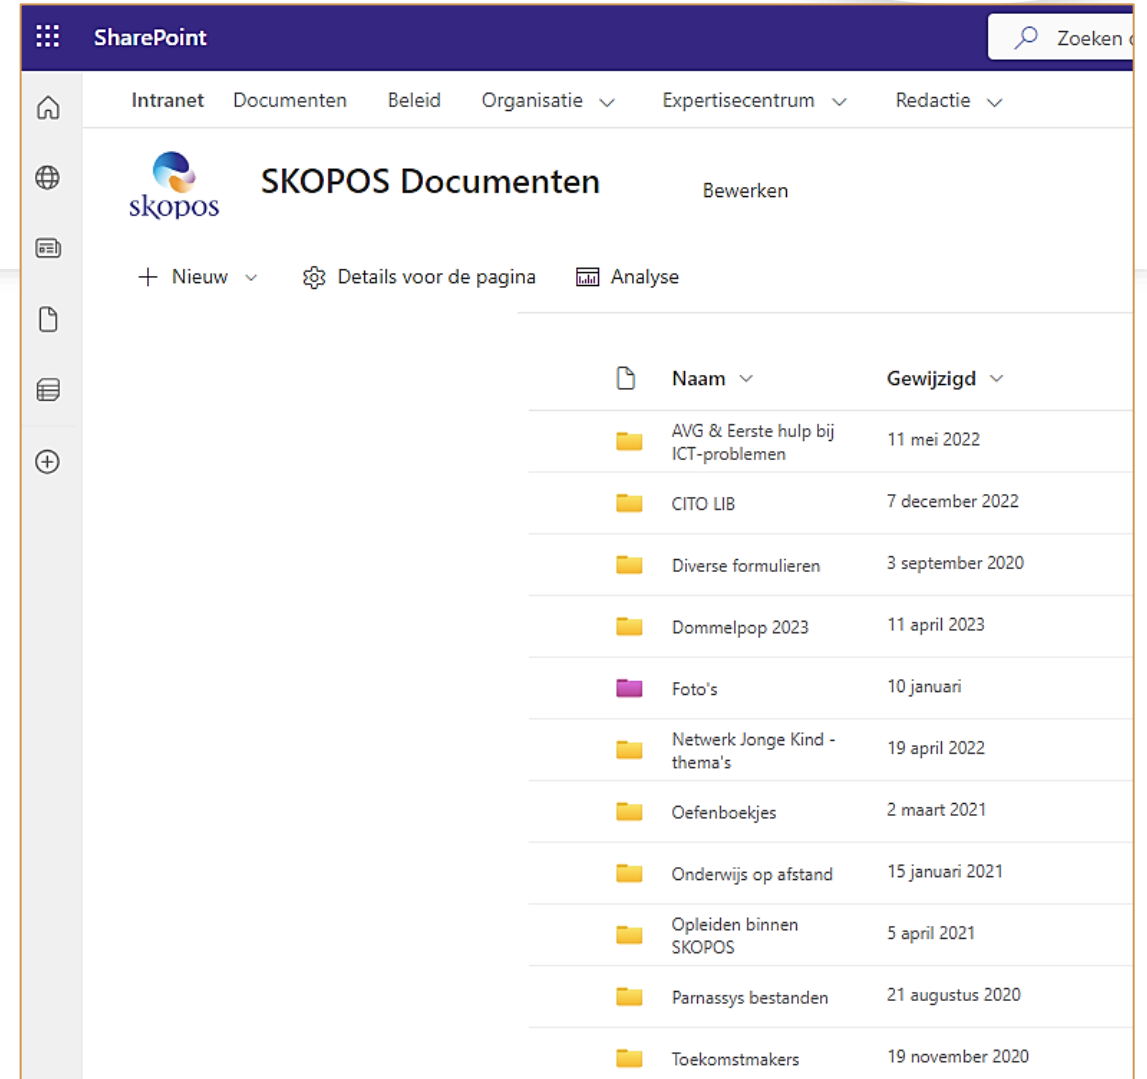 SharePoint
Zoeken
Intranet Documenten Beleid Organisatie Expertisecentrum Redactie
skopos
SKOPOS Documenten
Bewerken
Nieuw Details voor de pagina Analyse
Naam Gewijzigd
AVG & Eerste hulp bij
ICT-problemen
11 mei 2022
CITO LIB 7 december 2022
Diverse formulieren 3 september 2020
Dommelpop 2023 11 april 2023
Foto's 10 januari
Netwerk Jonge Kind -
thema's
19 april 2022
Oefenboekjes 2 maart 2021
Onderwijs op afstand 15 januari 2021
Opleiden binnen
SKOPOS
5 april 2021
Parnassys bestanden 21 augustus 2020
Toekomstmakers 19 november 2020